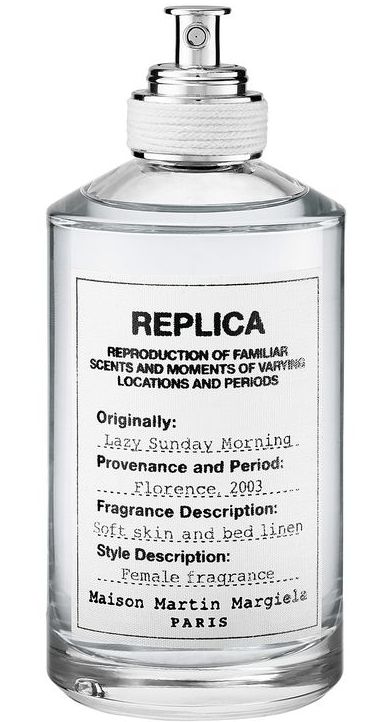 REPLICA
REPRODUCTION OF FAMILIAR
SCENTS AND MOMENTS OF VARYING
LOCATIONS AND PERIODS
Originally:
Lazy Sunday Morning
Provenance and Period:
Florence, 2003
Fragrance Description:
Soft skin and bed linen
Style Description:
Female fragrance
Maison Martin Margiela
PARIS